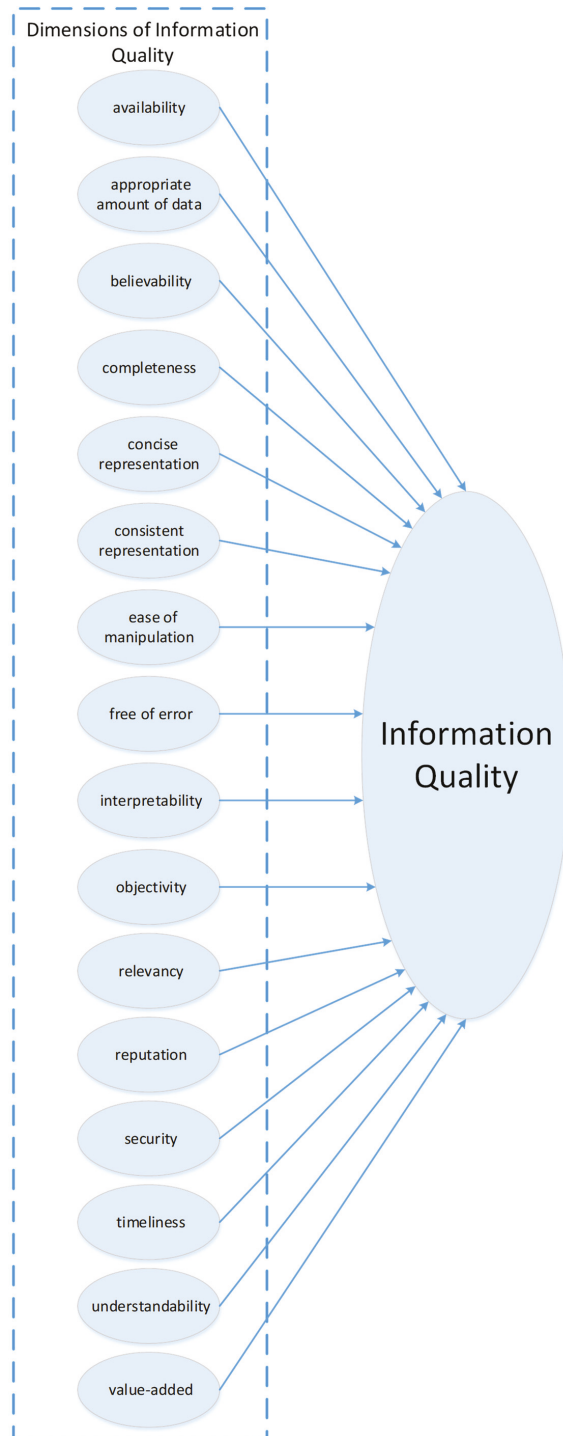 Dimensions of Information
Quality
availability
appropriate
amount of data
believability
completeness
concise
representation
consistent
representation
ease of
manipulation
free of error
interpretability
objectivity
relevancy
reputation
security
timeliness
understandability
value-added
Information
Quality